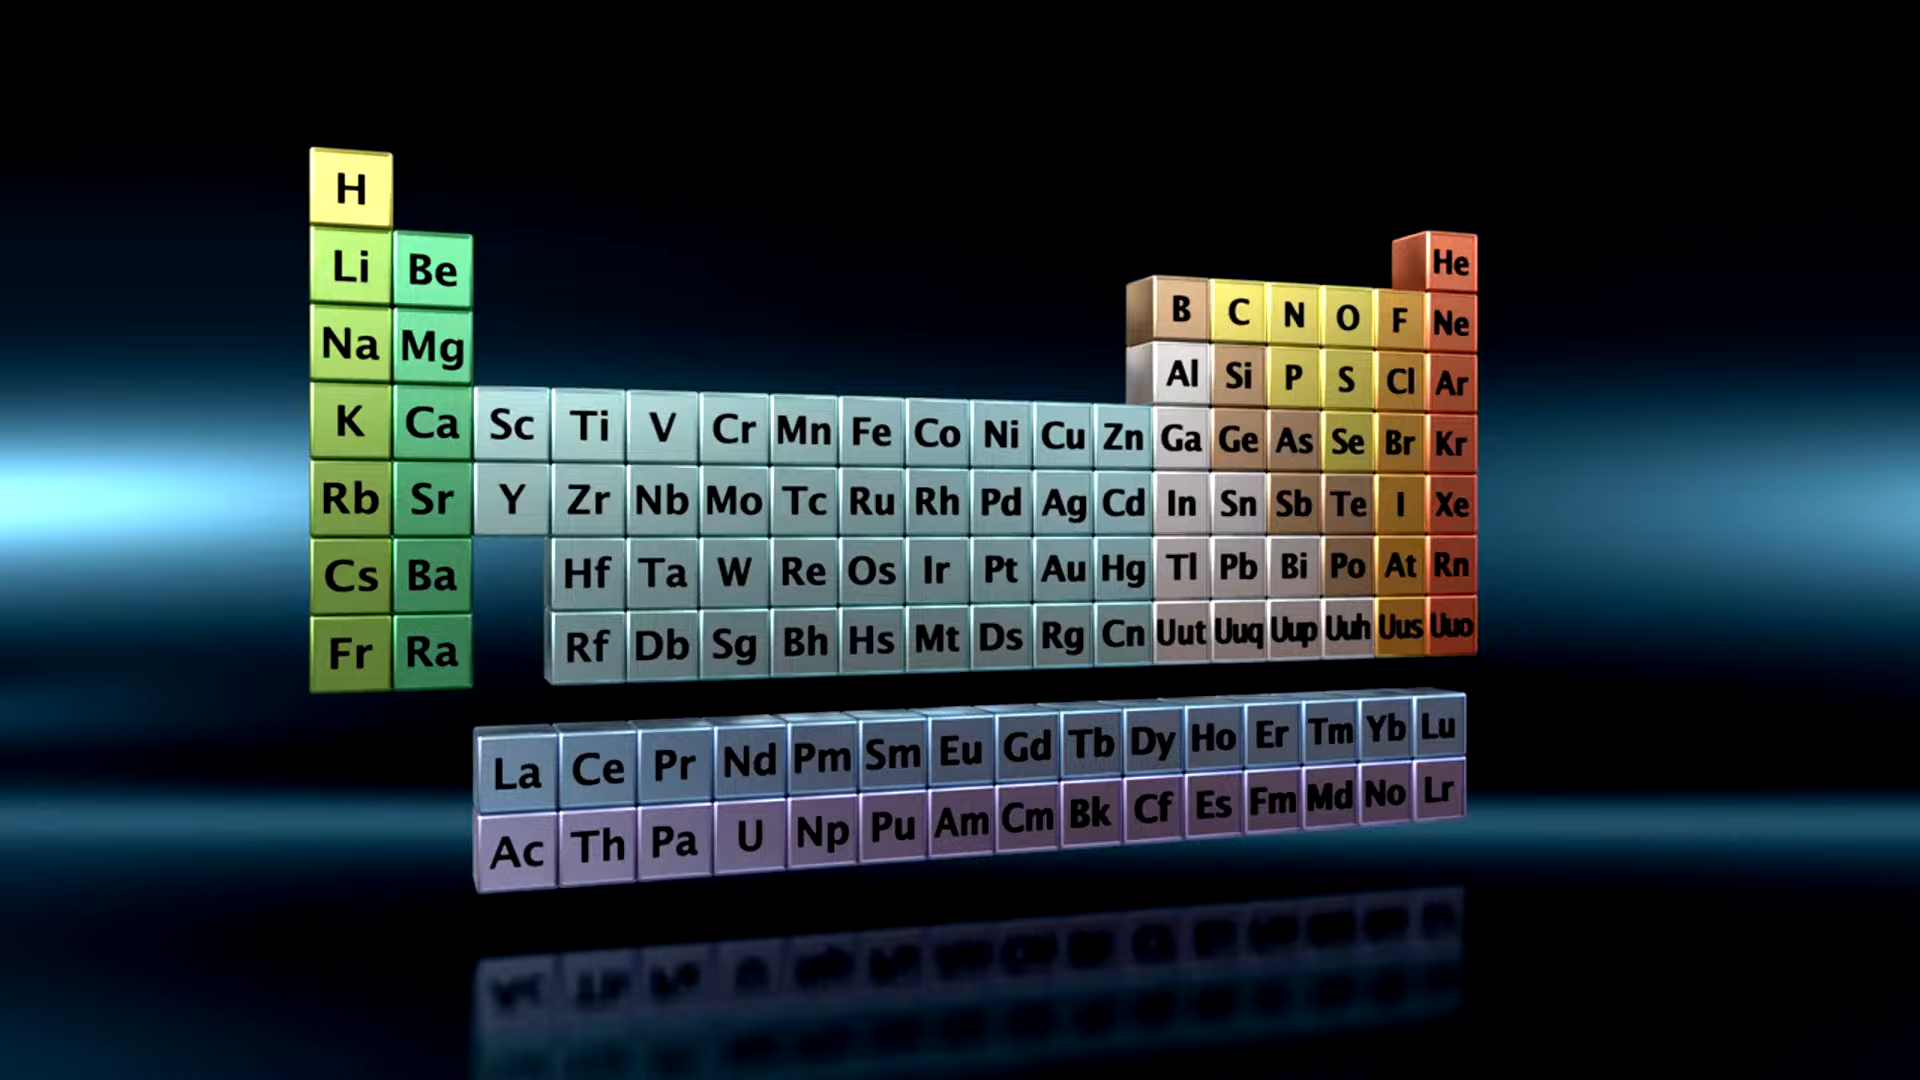 H He
Li Be B C N O F Ne
Na Mg Al Si P S Cl Ar
K Ca Sc Ti V Cr Mn Fe Co Ni Cu Zn Ga Ge As Se Br Kr
Rb Sr Y Zr Nb Mo Tc Ru Rh Pd Ag Cd In Sn Sb Te I Xe
Cs Ba Hf Ta W Re Os Ir Pt Au Hg Tl Pb Bi Po At Rn
Fr Ra Rf Db Sg Bh Hs Mt Ds Rg Cn Uut Uuq Uup Uuh Uus Uuo
La Ce Pr Nd Pm Sm Eu Gd Tb Dy Ho Er Tm Yb Lu
Ac Th Pa U Np Pu Am Cm Bk Cf Es Fm Md No Lr